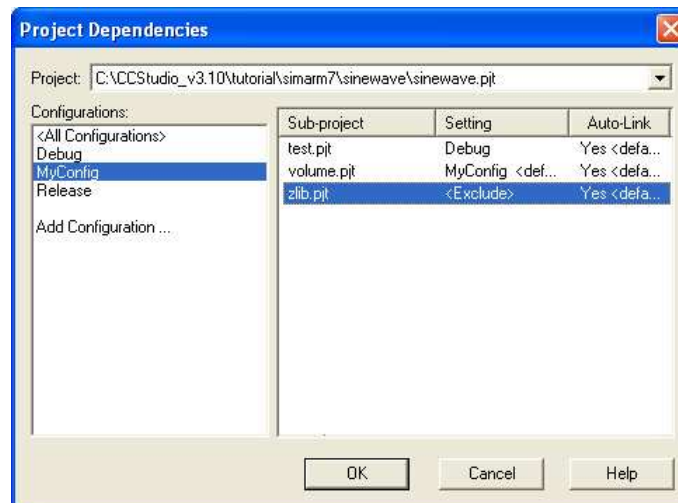 Project Dependencies
Project: C:\CCStudio_v3.10\tutorial\simarm7\sinewave\sinewave.pjt
Configurations:
<All Configurations>
Debug
MyConfig
Release
Add Configuration ...
Sub-project Setting Auto-Link
test.pjt Debug Yes <defa...
volume.pjt MyConfig <def... Yes <defa...
zlib.pjt <Exclude> Yes <defa...
OK Cancel Help